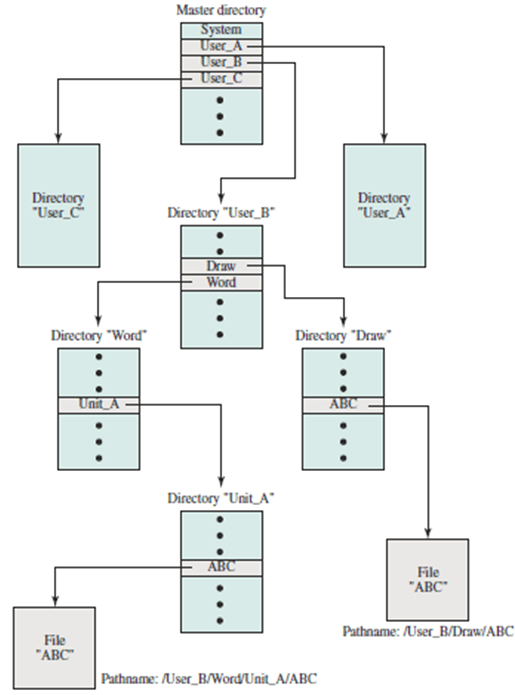 Master directory
System
User_A
User_B
User_C
Directory
"User_C"
Directory
"User_A"
Directory "User_B"
Draw
Word
Directory "Word"
Directory "Draw"
Unit_A
ABC
Directory "Unit_A"
ABC
File
"ABC"
Pathname: /User_B/Draw/ABC
File
"ABC"
Pathname: /User_B/Word/Unit_A/ABC